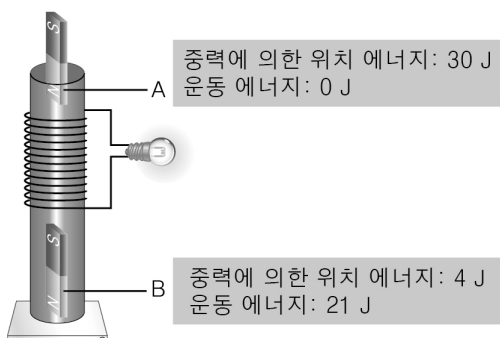 S
N
A
중력에 의한 위치 에너지: 30 J
운동 에너지: 0 J
S
N
B
중력에 의한 위치 에너지: 4 J
운동 에너지: 21 J